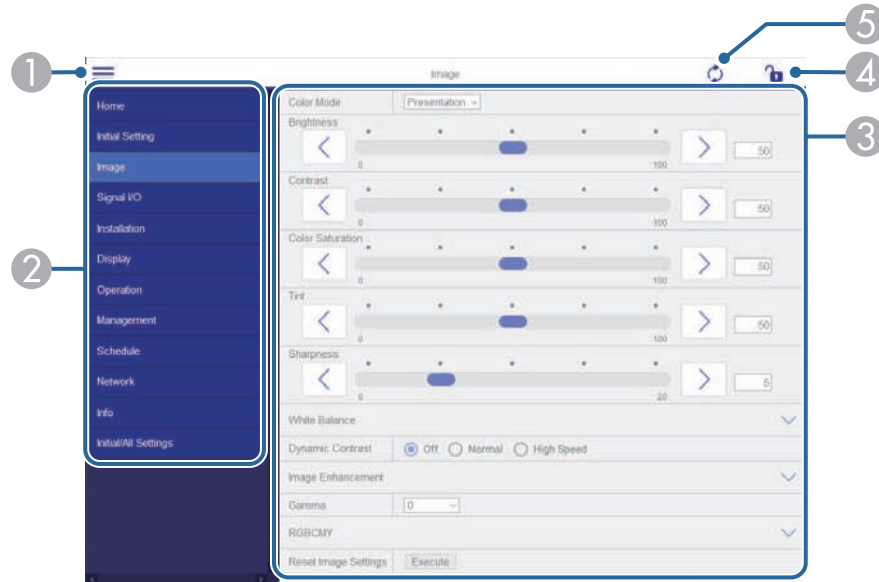 5
1
Image
4
Home
Color Mode Presentation
3
Initial Setting
Brightness
50
0 100
Image
Contrast
50
0 100
Signal I/O
Installation
Color Saturation
50
0 100
2
Display
Operation
Tint
50
0 100
Management
Schedule
Sharpness
5
0 20
Network
Info
White Balance
Initial/All Settings
Dynamic Contrast Off Normal High Speed
Image Enhancement
Gamma 0
RGBCMY
Reset Image Settings Execute